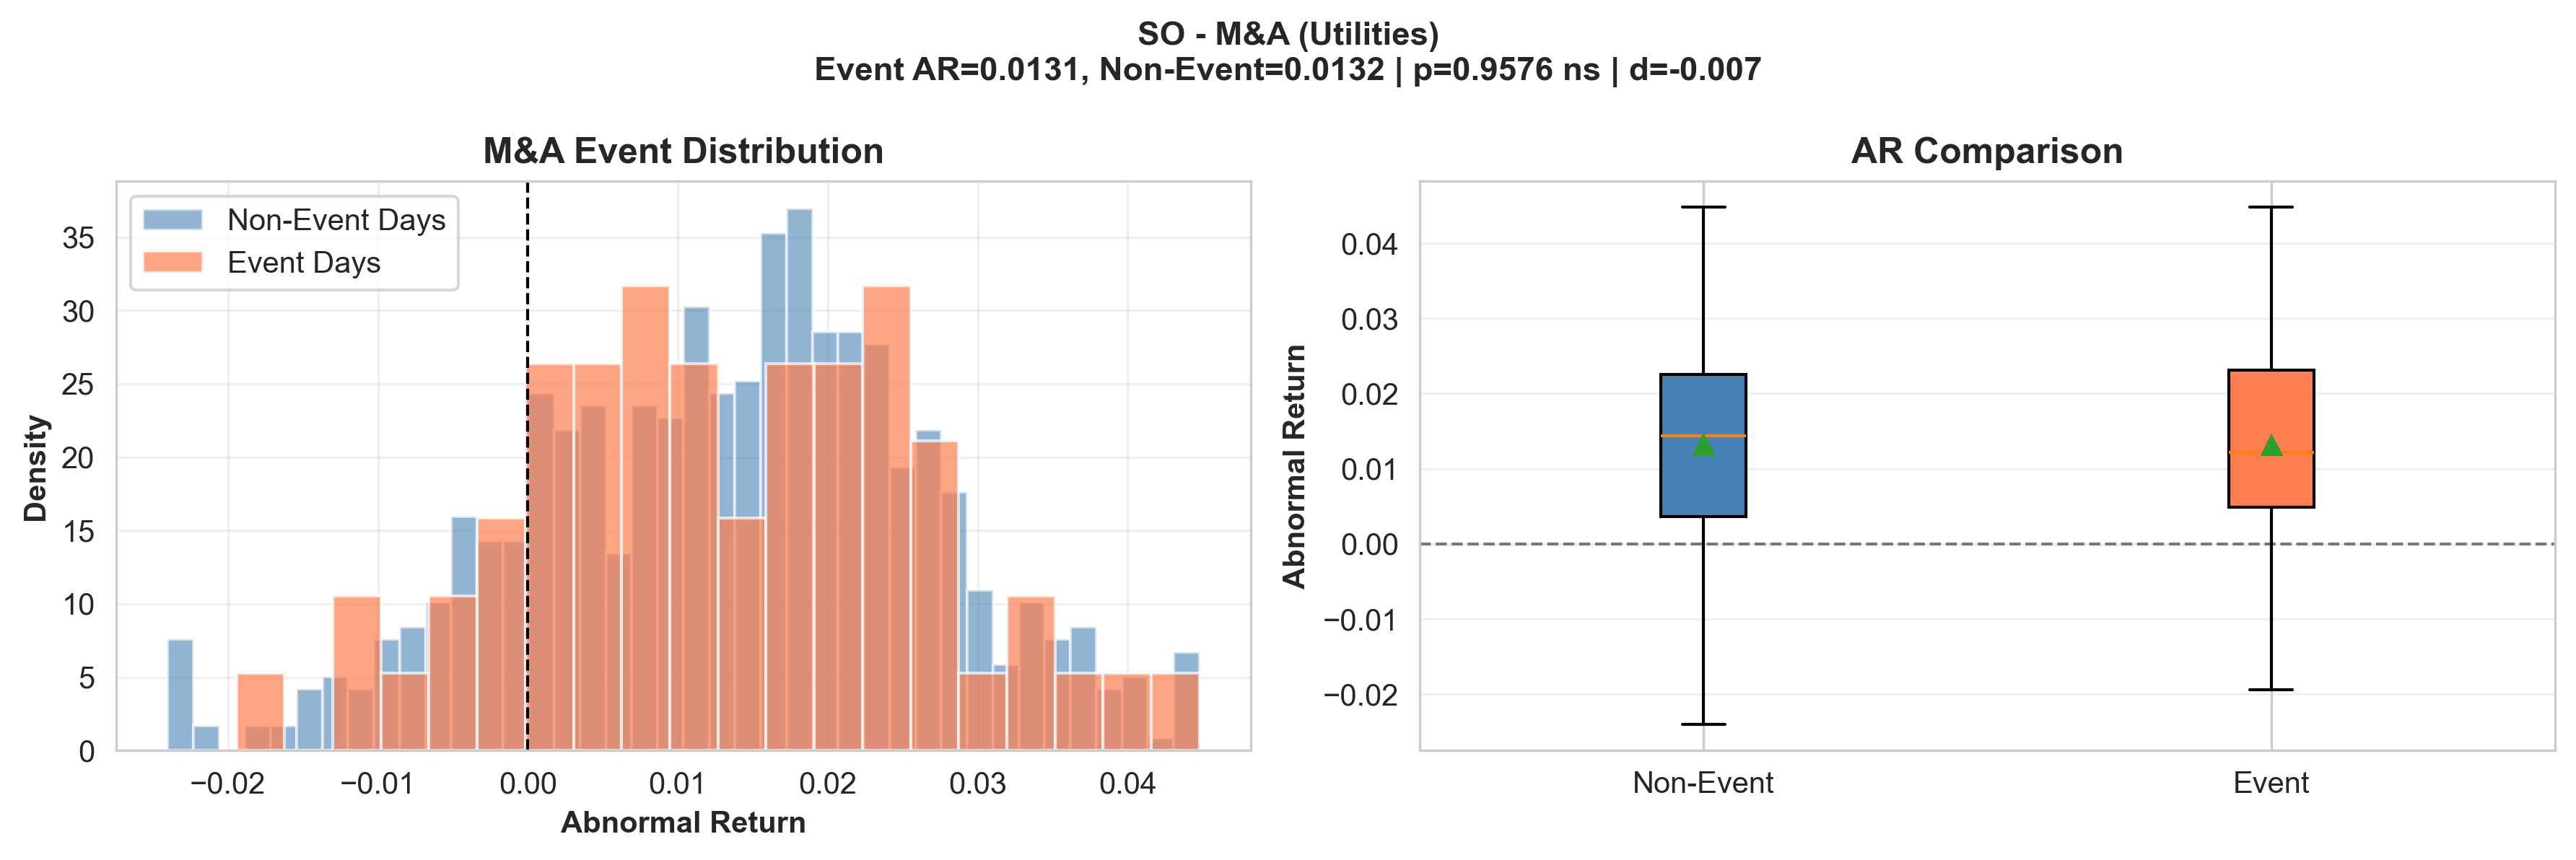 SO - M&A (Utilities)
Event AR=0.0131, Non-Event=0.0132 | p=0.9576 ns | d=-0.007
M&A Event Distribution
Non-Event Days
Event Days
Density
35
30
25
20
15
10
5
0
−0.02
−0.01
0.00
0.01
0.02
0.03
0.04
Abnormal Return
AR Comparison
Abnormal Return
0.04
0.03
0.02
0.01
0.00
−0.01
−0.02
Non-Event
Event